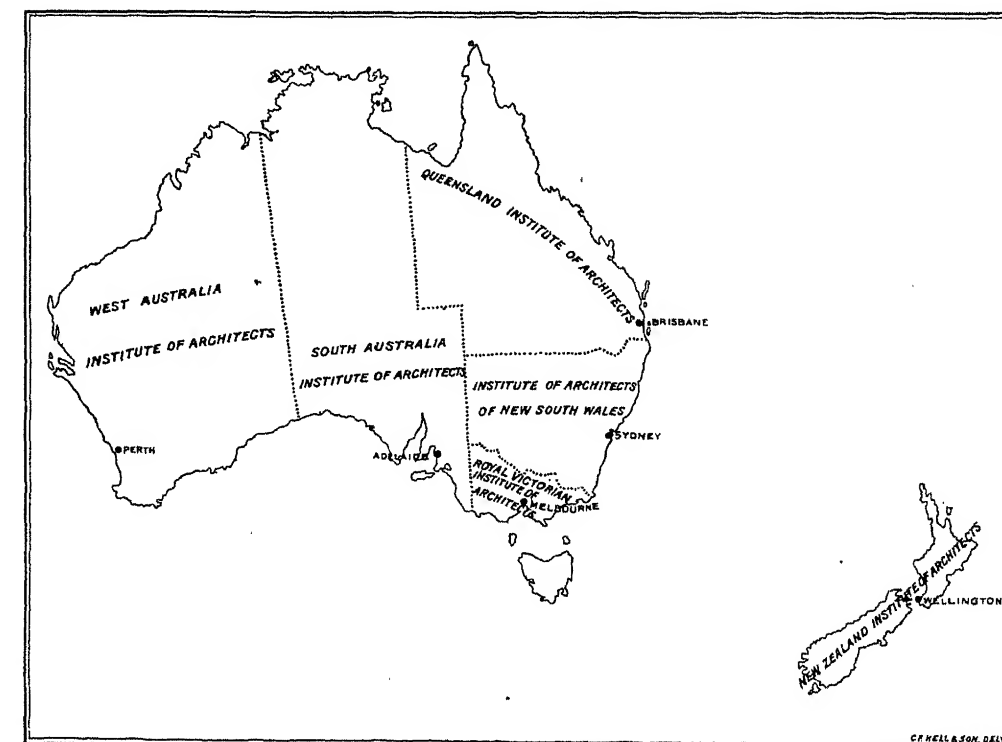 QUEENSLAND INSTITUTE OF ARCHITECTS
WEST AUSTRALIA
INSTITUTE OF ARCHITECTS
BRISBANE
SOUTH AUSTRALIA
INSTITUTE OF ARCHITECTS
INSTITUTE OF ARCHITECTS
OF NEW SOUTH WALES
SYDNEY
PERTH
ADELAIDE
ROYAL VICTORIAN
INSTITUTE OF
ARCHITECTS
MELBOURNE
NEW ZEALAND INSTITUTE OF ARCHITECTS
WELLINGTON
C.F. KELL & SON. DEL